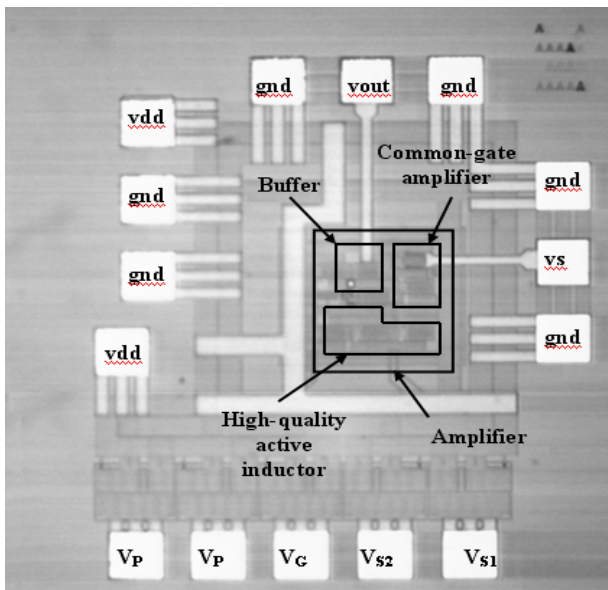 gnd
vout
gnd
vdd
Common-gate
amplifier
Buffer
gnd
gnd
gnd
vs
gnd
vdd
High-quality
active
inductor
Amplifier
VP
VP
VG
VS2
VS1